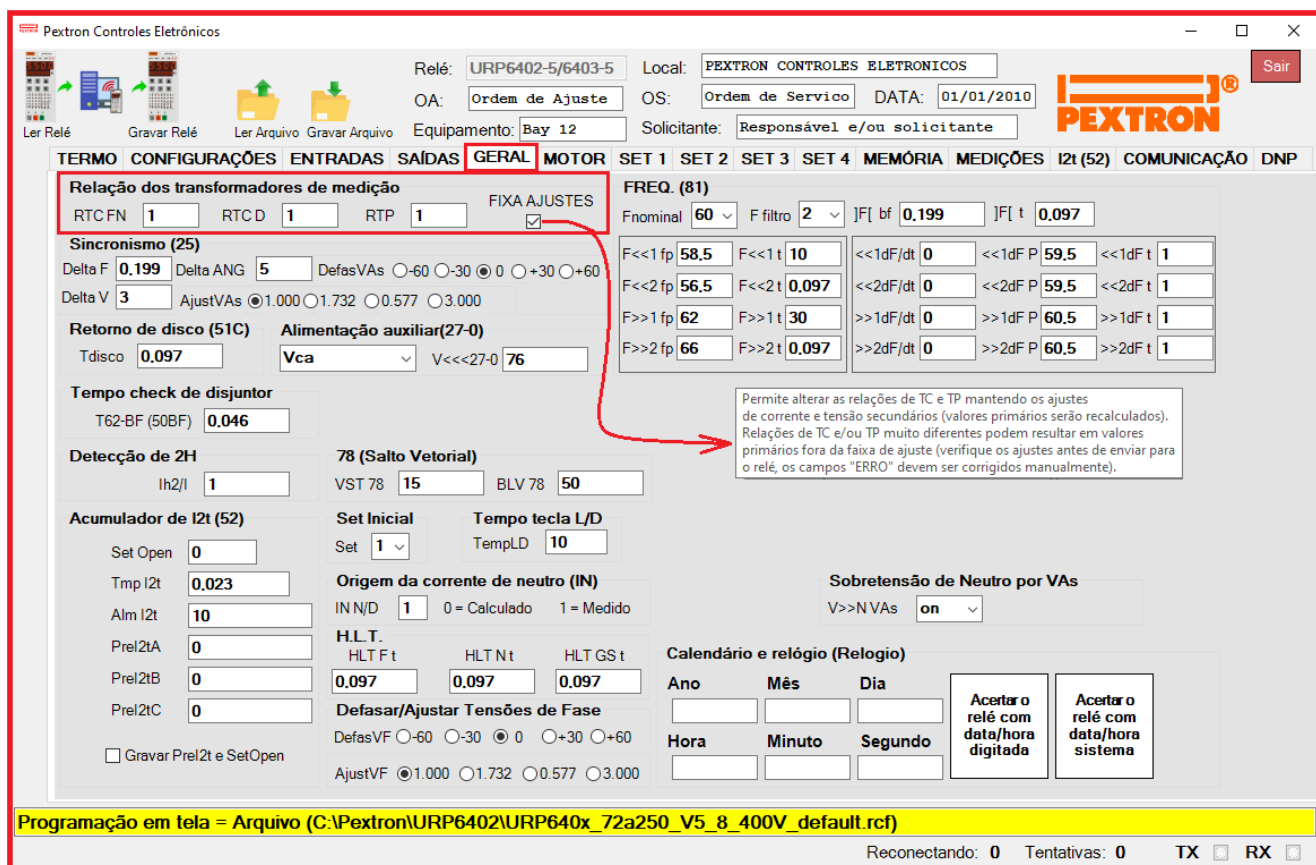 Pextron Controles Eletrônicos
Relé: URP6402-5/6403-5 Local: PEXTRON CONTROLES ELETRONICOS Sair
OA: Ordem de Ajuste OS: Ordem de Servico DATA: 01/01/2010
Ler Relé Gravar Relé Ler Arquivo Gravar Arquivo Equipamento: Bay 12 Solicitante: Responsável e/ou solicitante PEXTRON®
TERMO CONFIGURAÇÕES ENTRADAS SAÍDAS GERAL MOTOR SET 1 SET 2 SET 3 SET 4 MEMÓRIA MEDIÇÕES I2t (52) COMUNICAÇÃO DNP
Relação dos transformadores de medição
RTC FN 1 RTC D 1 RTP 1 FIXA AJUSTES
Sincronismo (25)
Delta F 0.199 Delta ANG 5 DefasVAs -60 -30 0 +30 +60
Delta V 3 AjustVAs 1.000 1.732 0.577 3.000
Retorno de disco (51C)
Tdisco 0.097
Alimentação auxiliar(27-0)
Vca V<<<27-0 76
Tempo check de disjuntor
T62-BF (50BF) 0.046
Detecção de 2H
Ih2/I 1
78 (Salto Vetorial)
VST 78 15 BLV 78 50
Acumulador de I2t (52)
Set Open 0
Tmp I2t 0.023
Alm I2t 10
PreI2tA 0
PreI2tB 0
PreI2tC 0
Gravar PreI2t e SetOpen
Set Inicial
Set 1
Tempo tecla L/D
TempLD 10
Origem da corrente de neutro (IN)
IN N/D 1 0 = Calculado 1 = Medido
H.L.T.
HLT F t HLT N t HLT GS t
0.097 0.097 0.097
Defasar/Ajustar Tensões de Fase
DefasVF -60 -30 0 +30 +60
AjustVF 1.000 1.732 0.577 3.000
FREQ. (81)
Fnominal 60 F filtro 2 ]F[ bf 0.199 ]F[ t 0.097
F<<1 fp 58.5 F<<1 t 10 <<1dF/dt 0 <<1dF P 59.5 <<1dF t 1
F<<2 fp 56.5 F<<2 t 0.097 <<2dF/dt 0 <<2dF P 59.5 <<2dF t 1
F>>1 fp 62 F>>1 t 30 >>1dF/dt 0 >>1dF P 60.5 >>1dF t 1
F>>2 fp 66 F>>2 t 0.097 >>2dF/dt 0 >>2dF P 60.5 >>2dF t 1
Permite alterar as relações de TC e TP mantendo os ajustes
de corrente e tensão secundários (valores primários serão recalculados).
Relações de TC e/ou TP muito diferentes podem resultar em valores
primários fora da faixa de ajuste (verifique os ajustes antes de enviar para
o relé, os campos "ERRO" devem ser corrigidos manualmente).
Sobretensão de Neutro por VAs
V>>N VAs on
Calendário e relógio (Relogio)
Ano Mês Dia
Hora Minuto Segundo
Acertar o
relé com
data/hora
digitada
Acertar o
relé com
data/hora
sistema
Programação em tela = Arquivo (C:\Pextron\URP6402\URP640x_72a250_V5_8_400V_default.rcf)
Reconectando: 0 Tentativas: 0 TX RX